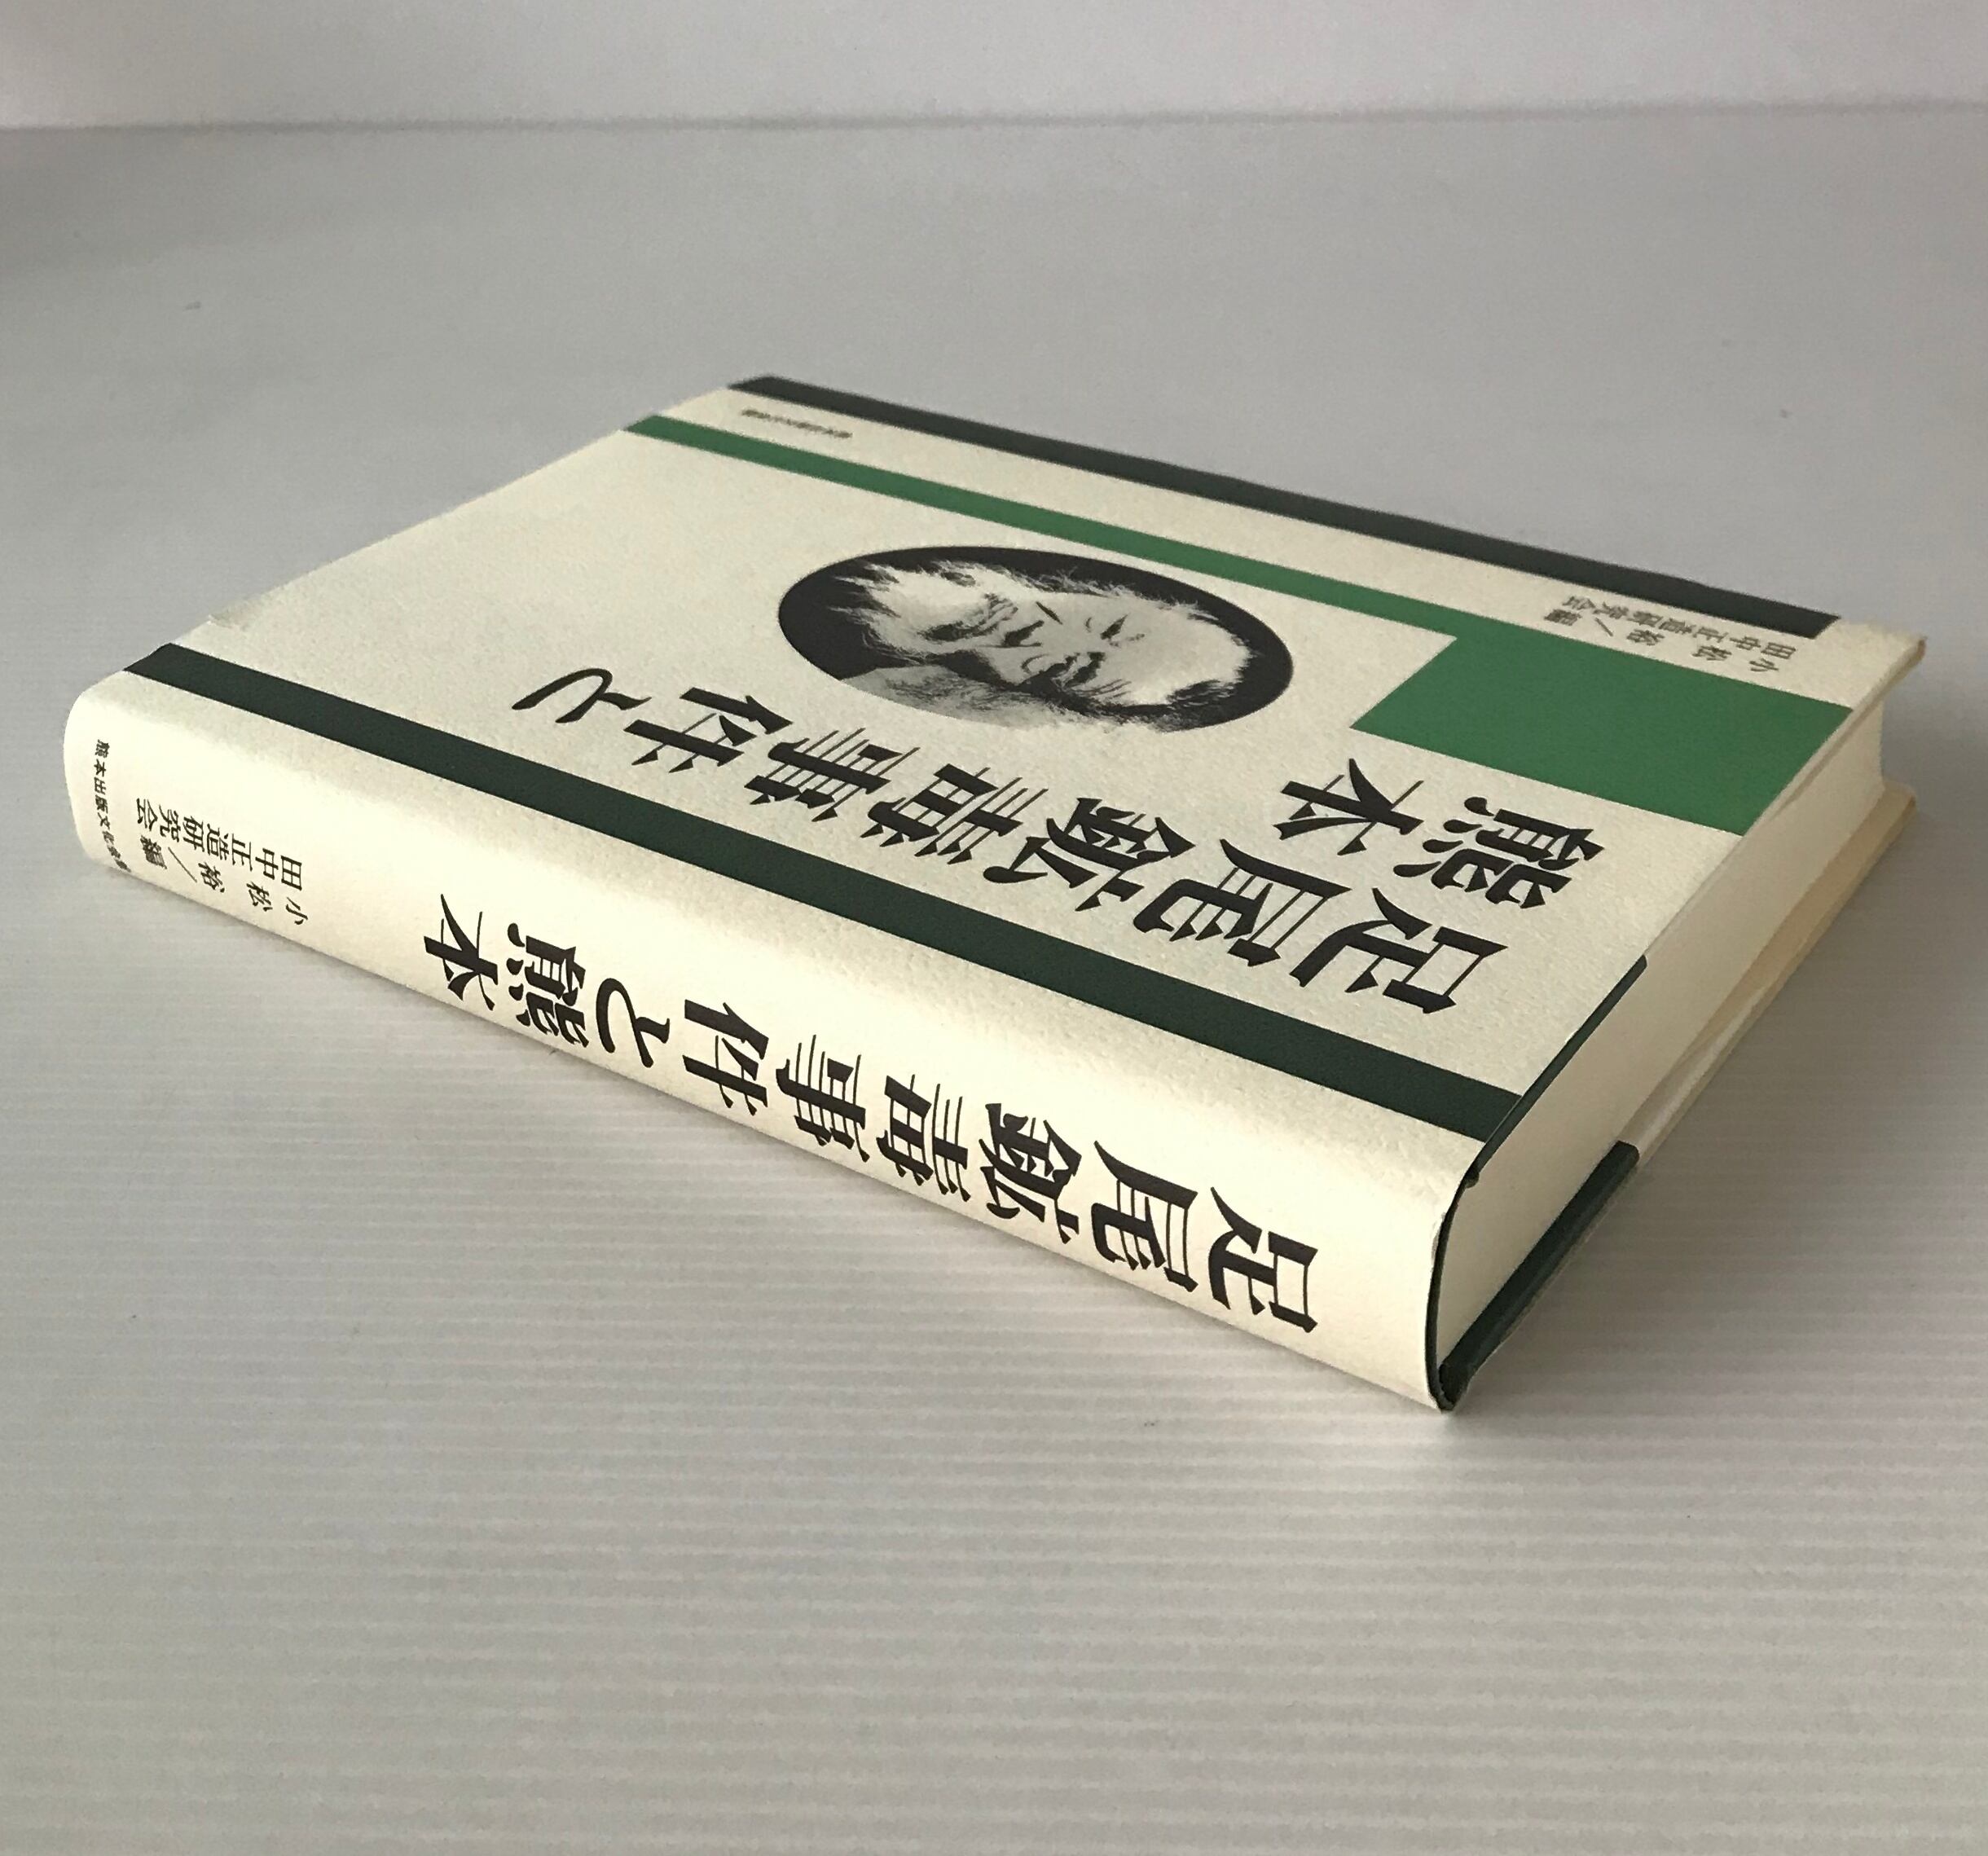 足尾鉱毒事件と
熊本
小松 裕／編
田中正造研究会
足尾鉱毒事件と熊本
小松 裕／編
田中正造研究会
熊本出版文化会館